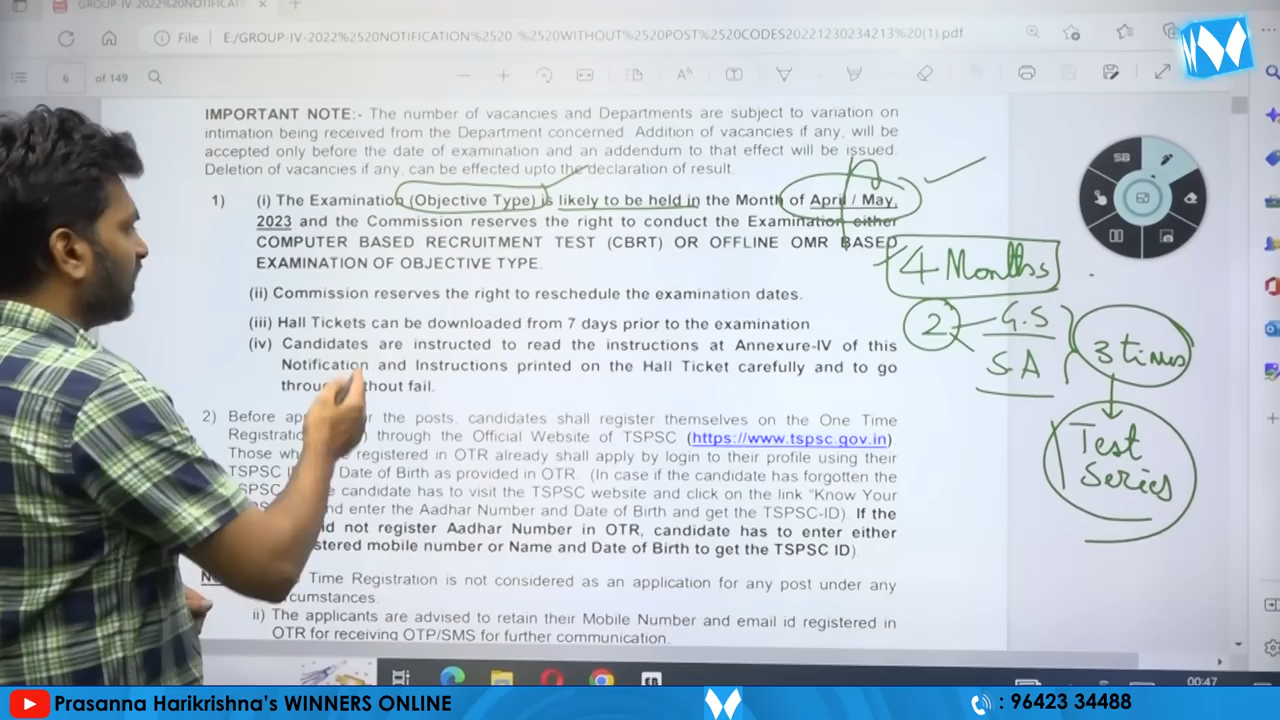 GROUP-IV-2022%20NOTIFICAT
File E:/GROUP-IV-2022%2520NOTIFICATION%2520-%2520WITHOUT%2520POST%2520CODES20221230234213%20(1).pdf
6 of 149
IMPORTANT NOTE:- The number of vacancies and Departments are subject to variation on
intimation being received from the Department concerned. Addition of vacancies if any, will be
accepted only before the date of examination and an addendum to that effect will be issued.
Deletion of vacancies if any, can be effected upto the declaration of result.
1) (i) The Examination (Objective Type) is likely to be held in the Month of April / May,
2023 and the Commission reserves the right to conduct the Examination either
COMPUTER BASED RECRUITMENT TEST (CBRT) OR OFFLINE OMR BASED
EXAMINATION OF OBJECTIVE TYPE.
(ii) Commission reserves the right to reschedule the examination dates.
(iii) Hall Tickets can be downloaded from 7 days prior to the examination
(iv) Candidates are instructed to read the instructions at Annexure-IV of this
Notification and Instructions printed on the Hall Ticket carefully and to go
through without fail.
4 Months
2 G.S
S A
3 times
Test
Series
2) Before the posts, candidates shall register themselves on the One Time
through the Official Website of TSPSC (https://www.tspsc.gov.in)
Those registered in OTR already shall apply by login to their profile using their
TSPSC Date of Birth as provided in OTR. (In case if the candidate has forgotten the
candidate has to visit the TSPSC website and click on the link "Know Your
enter the Aadhar Number and Date of Birth and get the TSPSC-ID). If the
not register Aadhar Number in OTR, candidate has to enter either
mobile number or Name and Date of Birth to get the TSPSC ID)
Time Registration is not considered as an application for any post under any
ii) The applicants are advised to retain their Mobile Number and email id registered in
OTR for receiving OTP/SMS for further communication.
00:47
Prasanna Harikrishna's WINNERS ONLINE
: 96423 34488